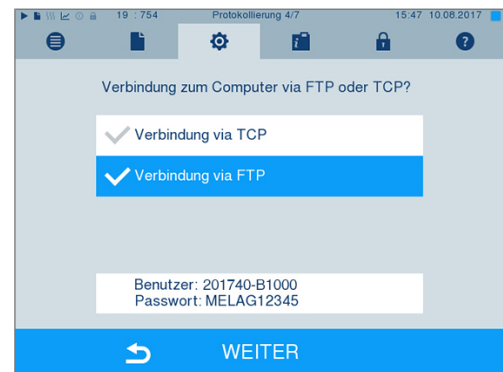 19 : 754 Protokollierung 4/7 15:47 10.08.2017
Verbindung zum Computer via FTP oder TCP?
Verbindung via TCP
Verbindung via FTP
Benutzer: 201740-B1000
Passwort: MELAG12345
WEITER